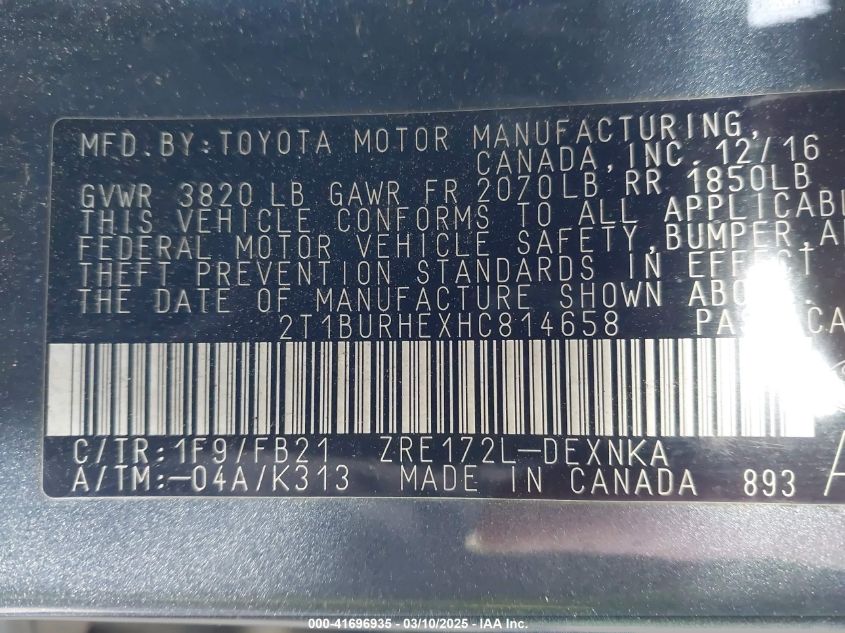 MFD.BY:TOYOTA MOTOR MANUFACTURING,
CANADA,INC. 12/16
GVWR 3820 LB GAWR FR 2070LB RR 1850LB
THIS VEHICLE CONFORMS TO ALL APPLICABL
FEDERAL MOTOR VEHICLE SAFETY,BUMPER,A
THEFT PREVENTION STANDARDS IN EFFECT
THE DATE OF MANUFACTURE SHOWN
2T1BURHEXHC814658
C/TR:1F9/FB21 ZRE172L-DEXNKA
A/TM:-04A/K313 MADE IN CANADA 893 A
000-41696935 - 03/10/2025 - IAA, Inc.